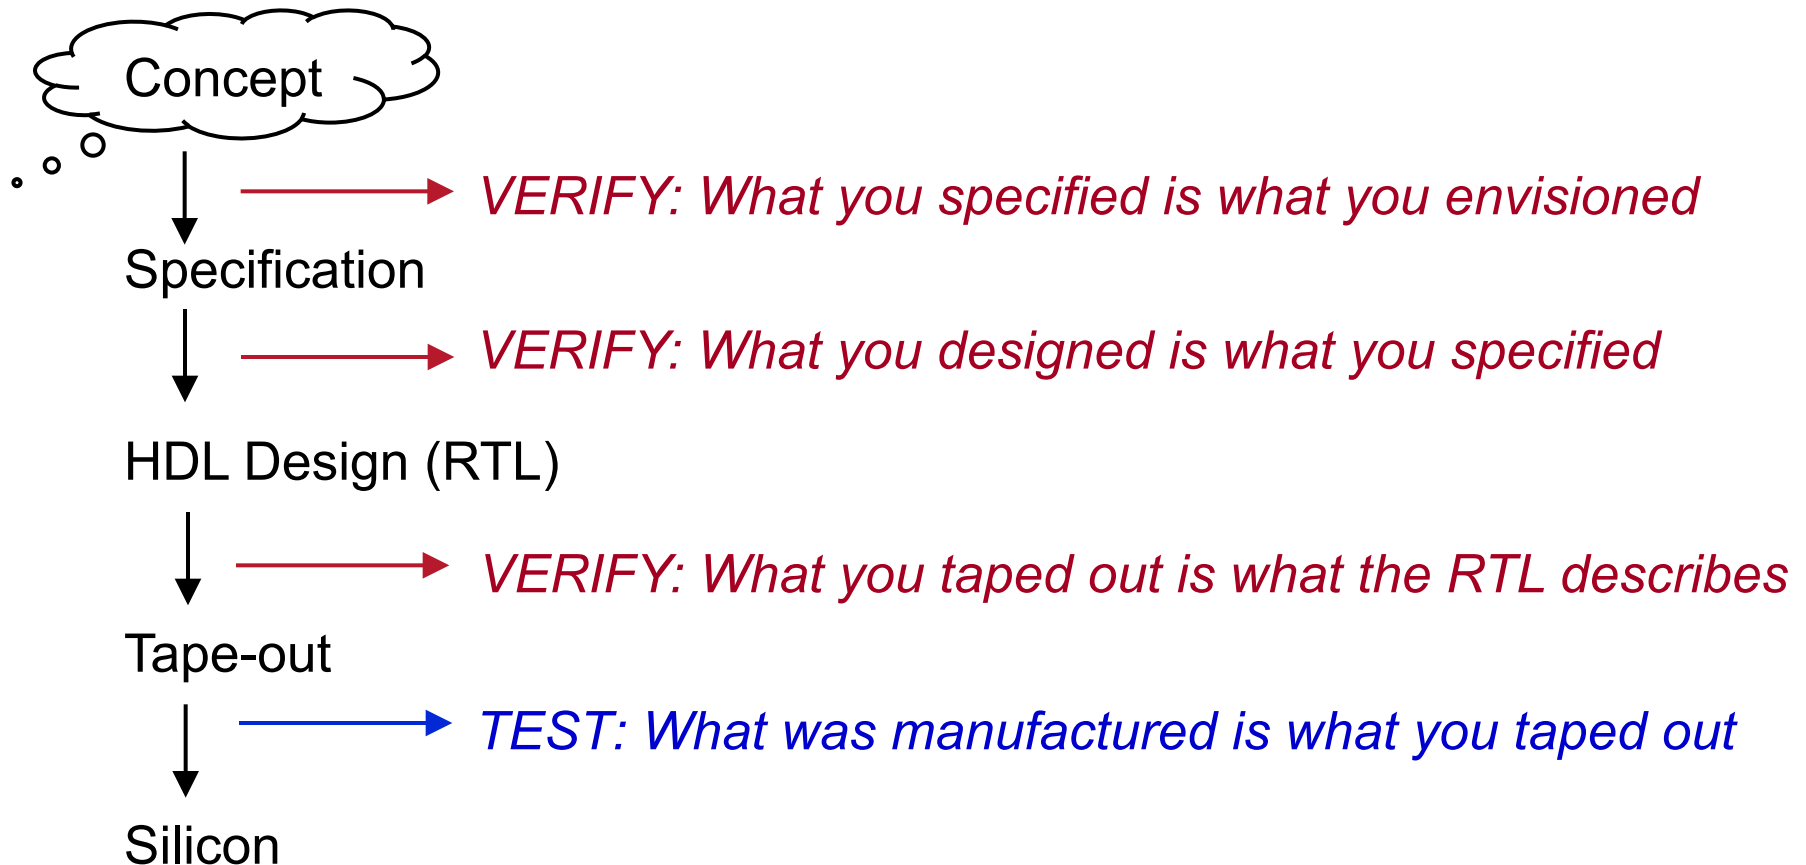 Concept
VERIFY: What you specified is what you envisioned
Specification
VERIFY: What you designed is what you specified
HDL Design (RTL)
VERIFY: What you taped out is what the RTL describes
Tape-out
TEST: What was manufactured is what you taped out
Silicon